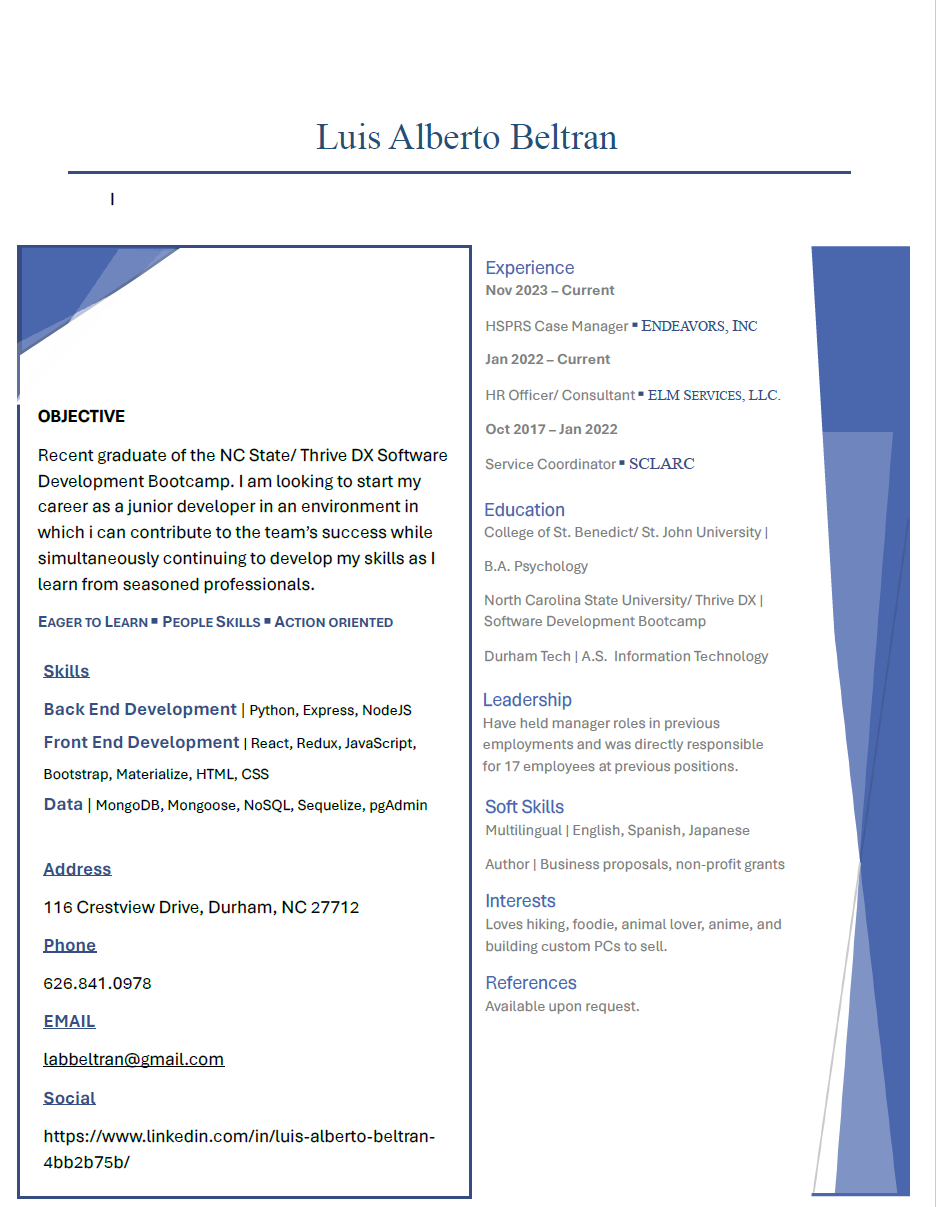 Luis Alberto Beltran
I
OBJECTIVE
Recent graduate of the NC State/ Thrive DX Software
Development Bootcamp. I am looking to start my
career as a junior developer in an environment in
which i can contribute to the team’s success while
simultaneously continuing to develop my skills as I
learn from seasoned professionals.
EAGER TO LEARN ▪ PEOPLE SKILLS ▪ ACTION ORIENTED
Skills
Back End Development | Python, Express, NodeJS
Front End Development | React, Redux, JavaScript,
Bootstrap, Materialize, HTML, CSS
Data | MongoDB, Mongoose, NoSQL, Sequelize, pgAdmin
Address
116 Crestview Drive, Durham, NC 27712
Phone
626.841.0978
EMAIL
labbeltran@gmail.com
Social
https://www.linkedin.com/in/luis-alberto-beltran-
4bb2b75b/
Experience
Nov 2023 – Current
HSPRS Case Manager ▪ ENDEAVORS, INC
Jan 2022 – Current
HR Officer/ Consultant ▪ ELM SERVICES, LLC.
Oct 2017 – Jan 2022
Service Coordinator ▪ SCLARC
Education
College of St. Benedict/ St. John University |
B.A. Psychology
North Carolina State University/ Thrive DX |
Software Development Bootcamp
Durham Tech | A.S. Information Technology
Leadership
Have held manager roles in previous
employments and was directly responsible
for 17 employees at previous positions.
Soft Skills
Multilingual | English, Spanish, Japanese
Author | Business proposals, non-profit grants
Interests
Loves hiking, foodie, animal lover, anime, and
building custom PCs to sell.
References
Available upon request.